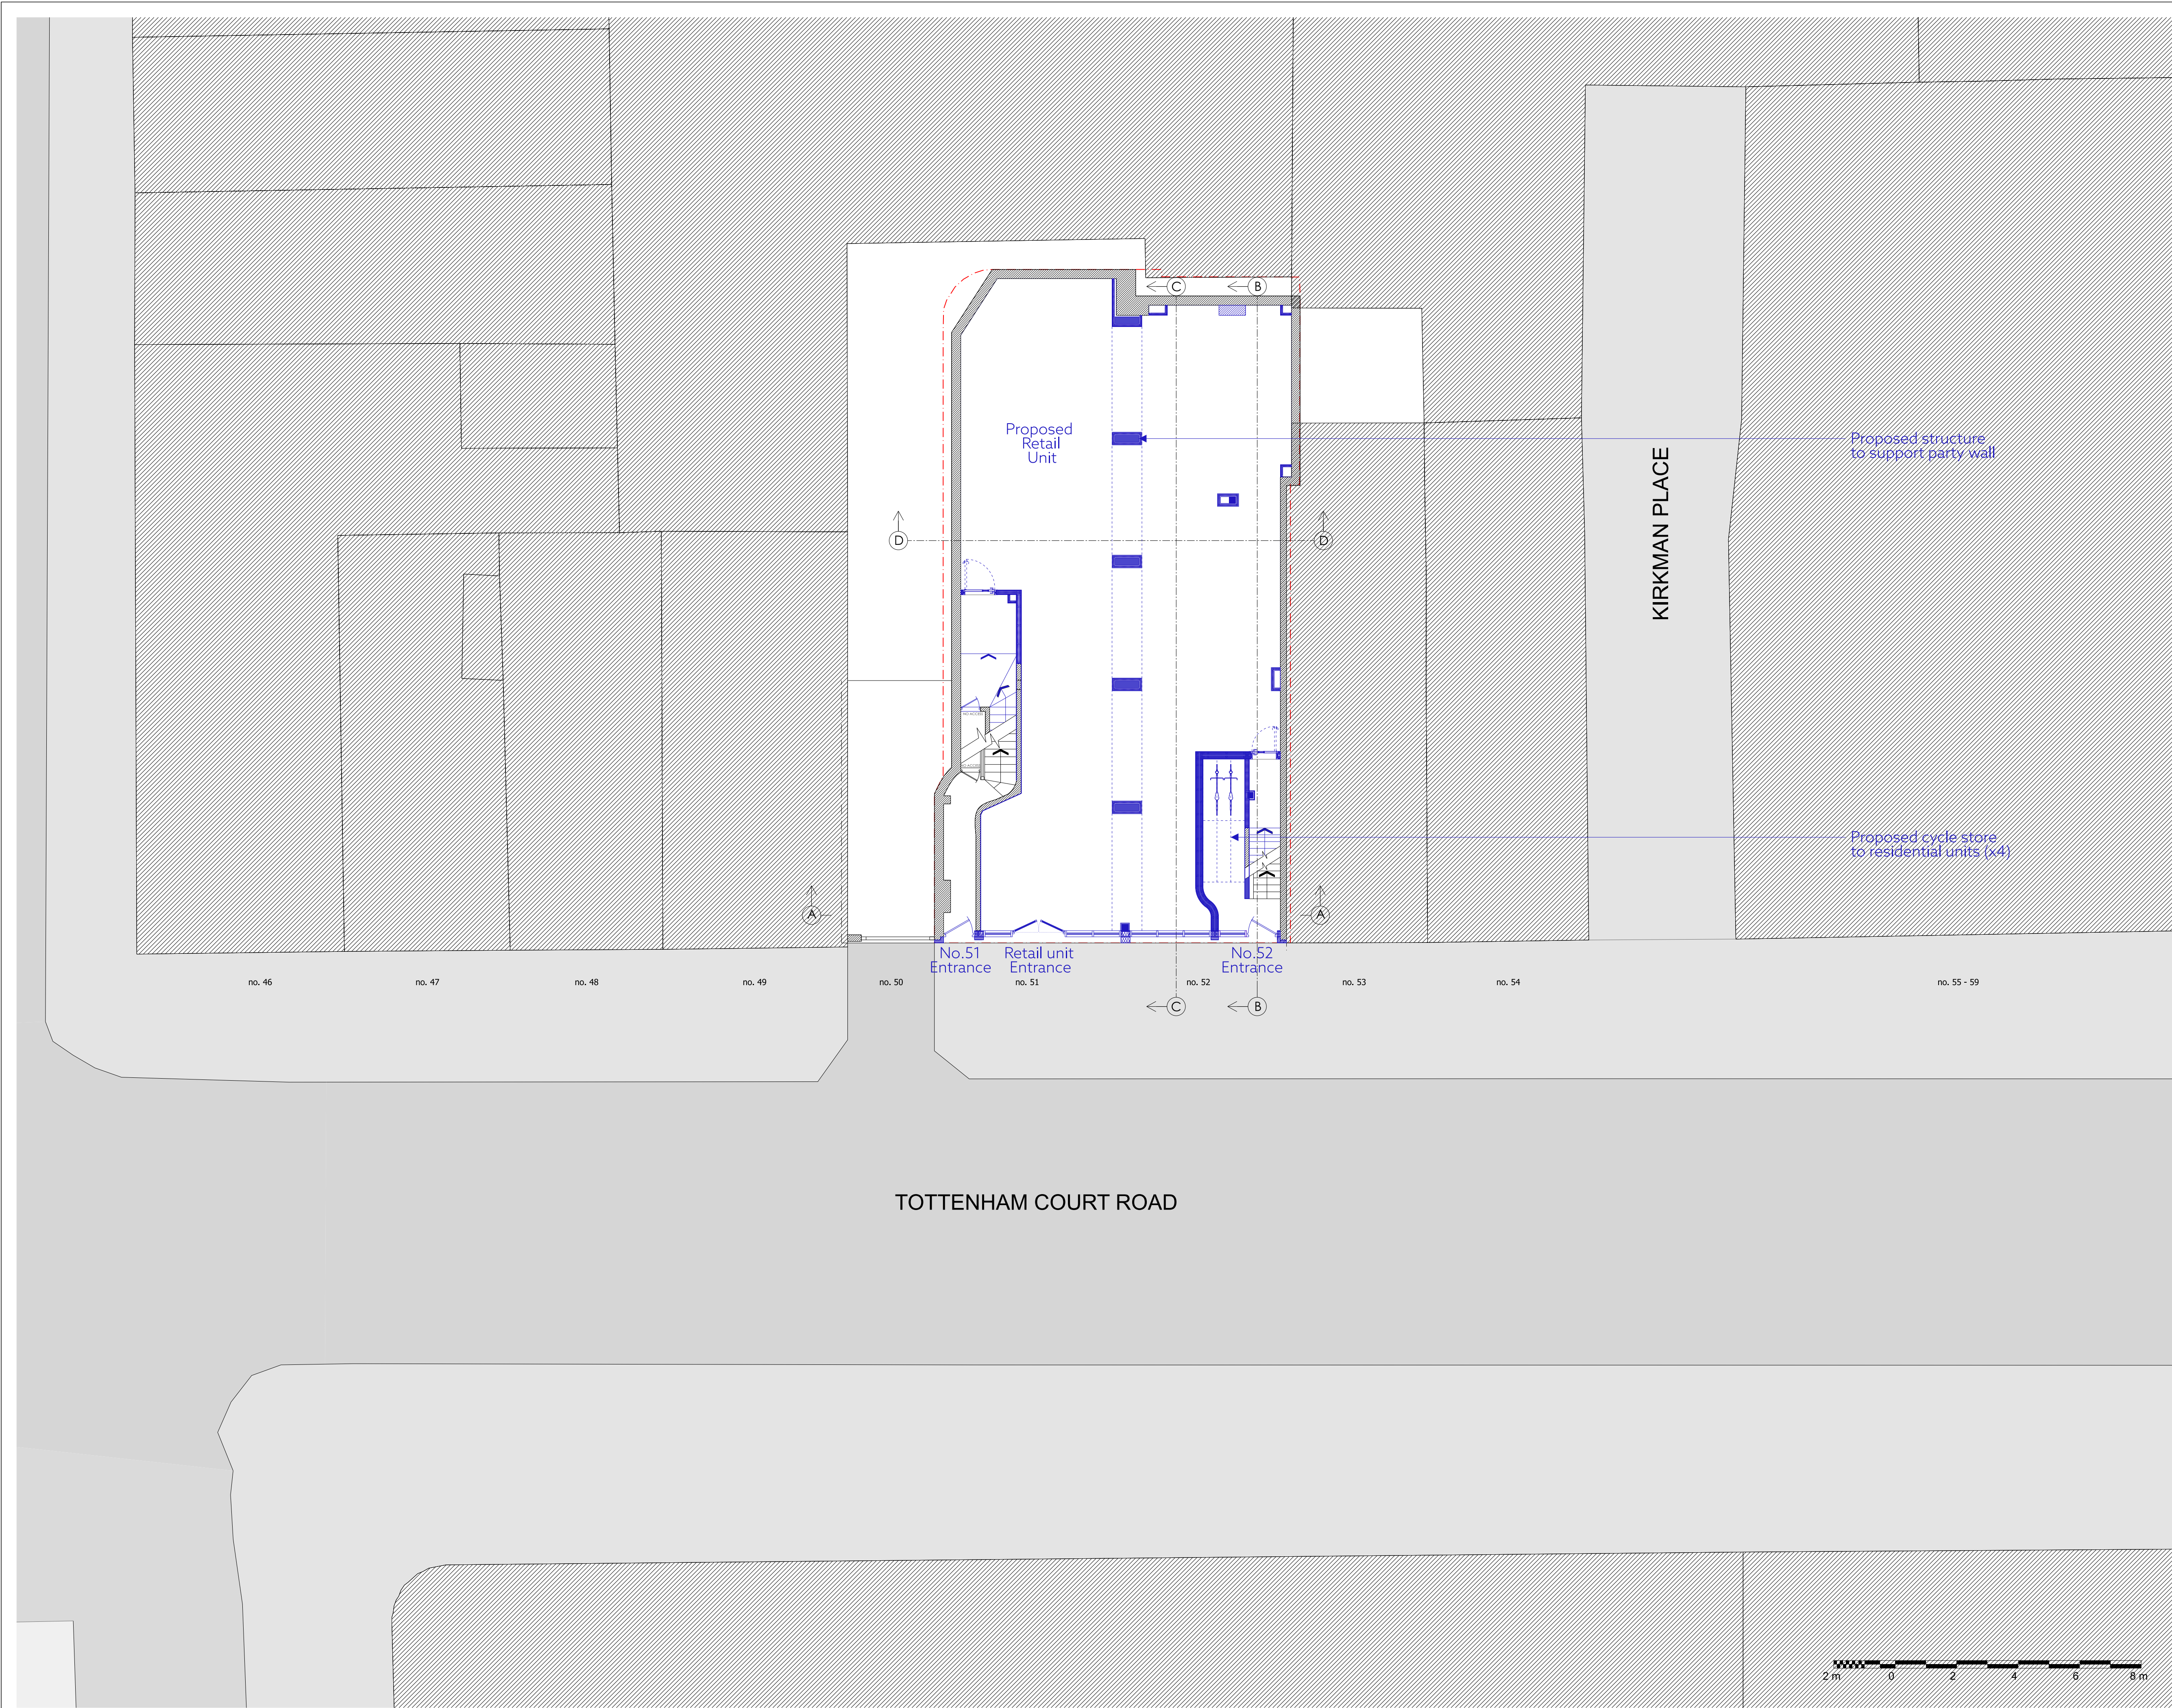 C
B
Proposed
Retail
Unit
Proposed structure
to support party wall
KIRKMAN PLACE
D
D
NO ACCESS
Proposed cycle store
to residential units (x4)
A
A
No.51
Entrance
Retail unit
Entrance
No.52
Entrance
no. 46
no. 47
no. 48
no. 49
no. 50
no. 51
no. 52
no. 53
no. 54
no. 55 - 59
C
B
TOTTENHAM COURT ROAD
2 m
0
2
4
6
8 m